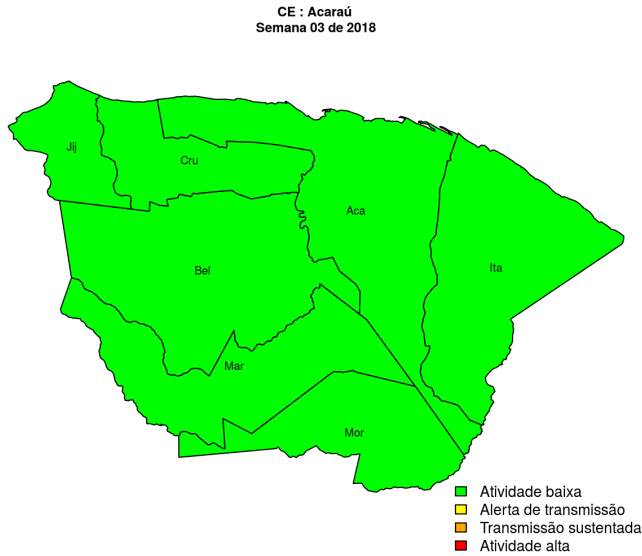 CE : Acaraú
Semana 03 de 2018
Jij
Cru
Aca
Bel
Ita
Mar
Mor
Atividade baixa
Alerta de transmissão
Transmissão sustentada
Atividade alta